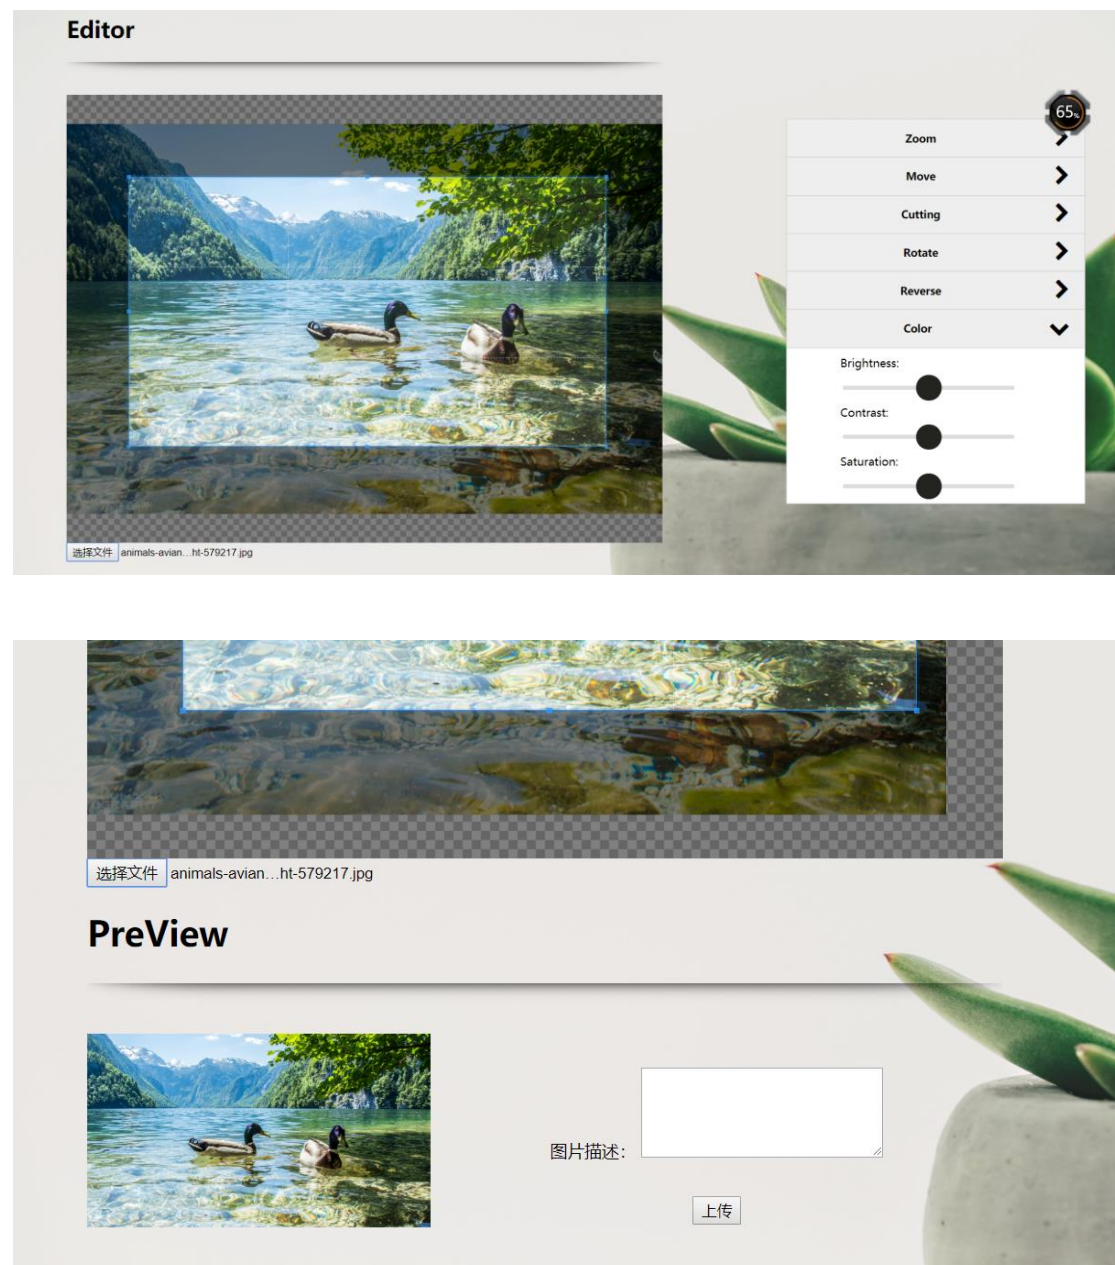 Editor
65%
Zoom
Move
Cutting
Rotate
Reverse
Color
Brightness:
Contrast:
Saturation:
选择文件 animals-avian…ht-579217.jpg
选择文件 animals-avian…ht-579217.jpg
PreView
图片描述：
上传